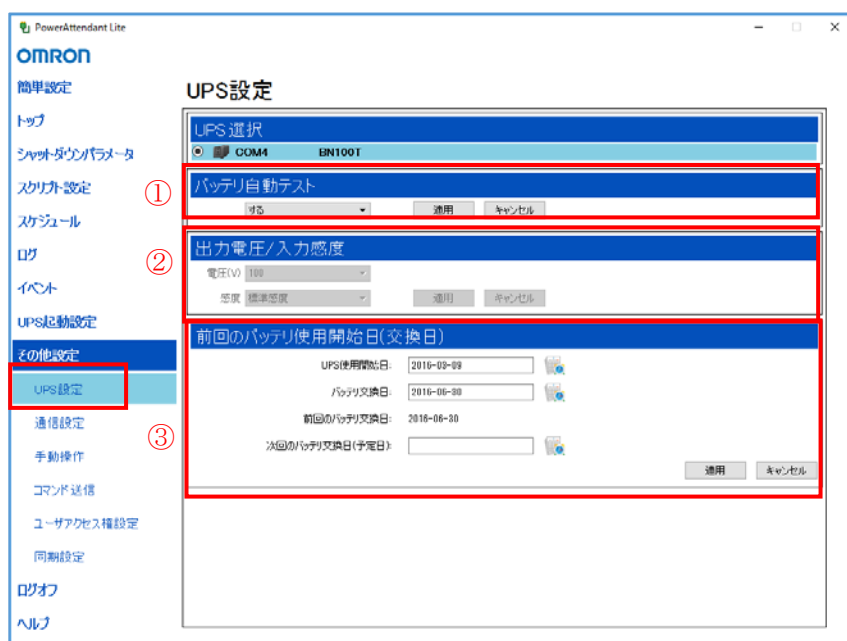 PowerAttendant Lite
OMRON
簡単設定
トップ
シャットダウンパラメータ
スクリプト設定
スケジュール
ログ
イベント
UPS起動設定
その他設定
UPS設定
通信設定
手動操作
コマンド送信
ユーザアクセス権設定
同期設定
ログオフ
ヘルプ
UPS設定
UPS選択
COM4 BN100T
①
バッテリ自動テスト
する 適用 キャンセル
②
出力電圧/入力感度
電圧(V) 100
感度 標準感度 適用 キャンセル
③
前回のバッテリ使用開始日(交換日)
UPS使用開始日: 2016-03-09
バッテリ交換日: 2016-06-30
前回のバッテリ交換日: 2016-06-30
次回のバッテリ交換日(予定日):
適用 キャンセル